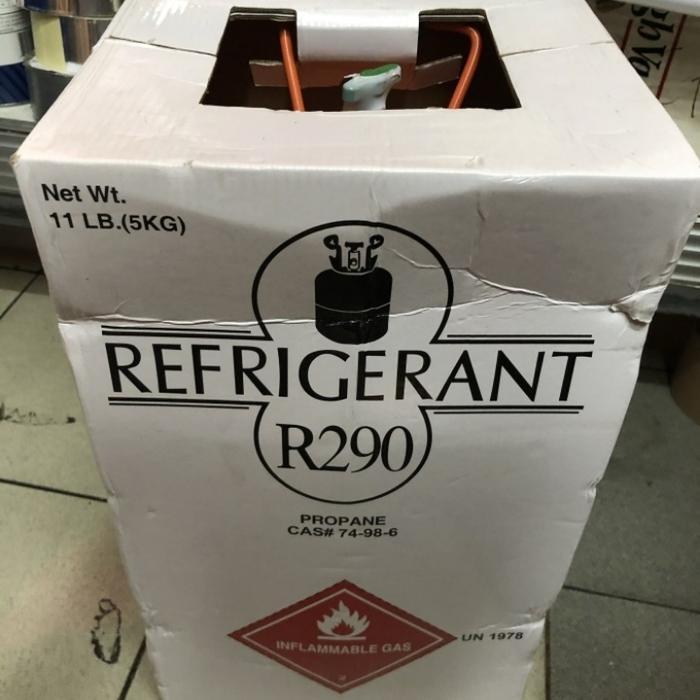 Net Wt.
11 LB.(5KG)
REFRIGERANT
R290
PROPANE
CAS# 74-98-6
INFLAMMABLE GAS
UN 1978